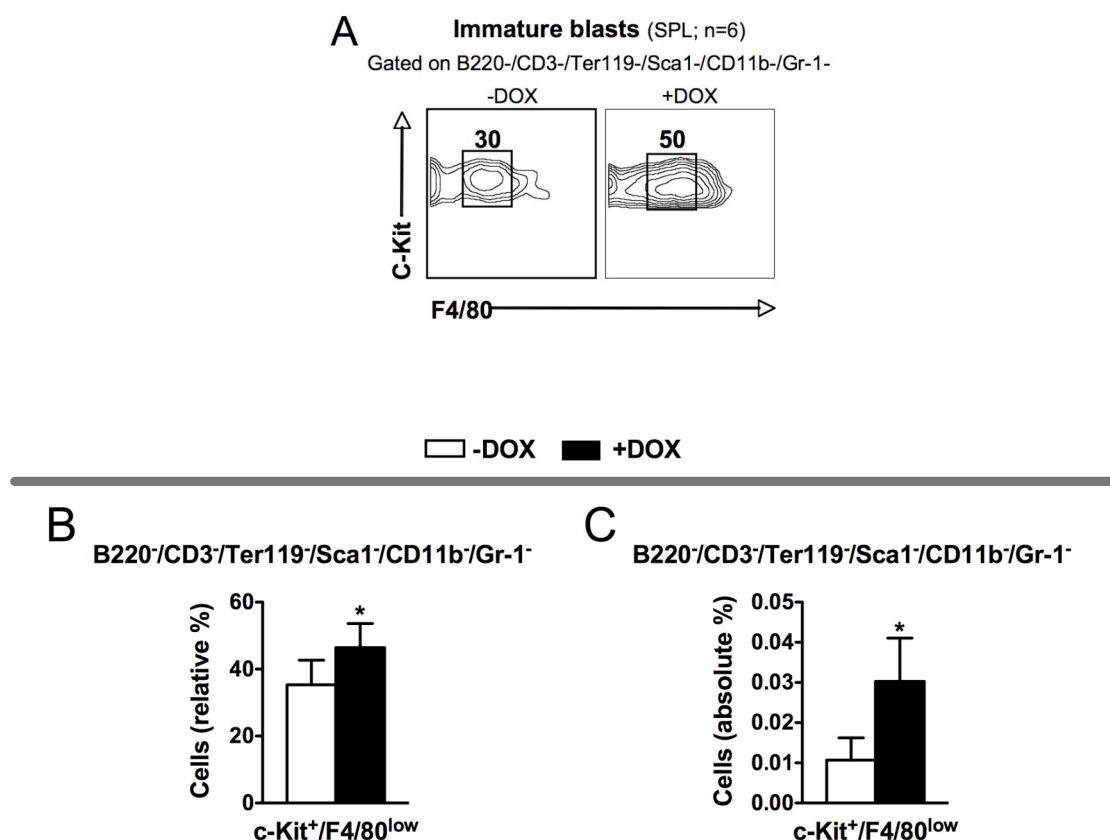 A
Immature blasts (SPL; n=6)
Gated on B220-/CD3-/Ter119-/Sca1-/CD11b-/Gr-1-
-DOX +DOX
30 50
C-Kit
F4/80
-DOX +DOX
B
B220⁻/CD3⁻/Ter119⁻/Sca1⁻/CD11b⁻/Gr-1⁻
Cells (relative %)
60
40
20
0
*
c-Kit⁺/F4/80ˡᵒʷ
C
B220⁻/CD3⁻/Ter119⁻/Sca1⁻/CD11b⁻/Gr-1⁻
Cells (absolute %)
0.05
0.04
0.03
0.02
0.01
0.00
*
c-Kit⁺/F4/80ˡᵒʷ